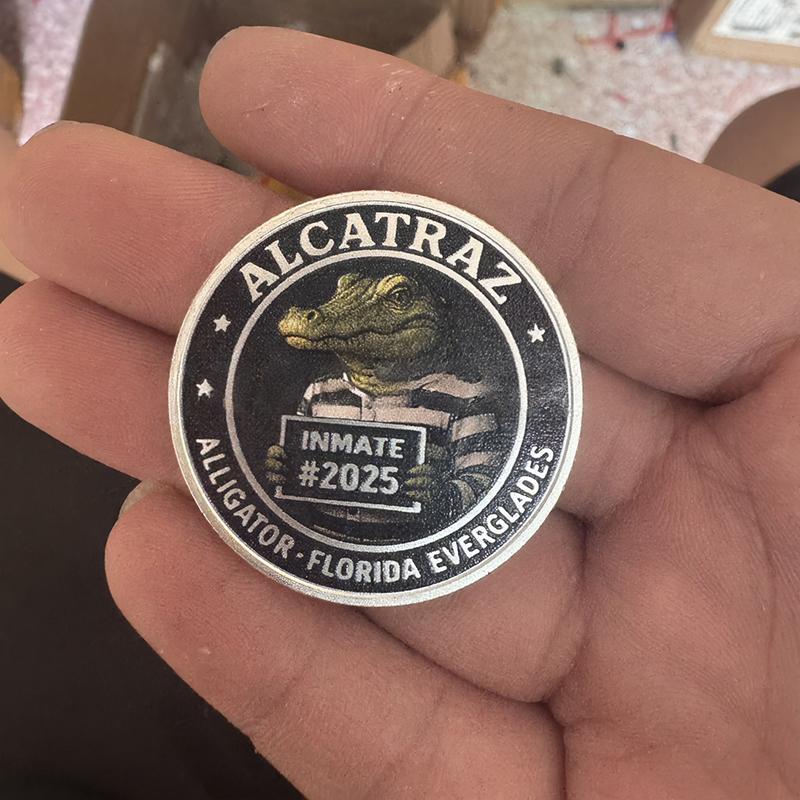 ALCATRAZ
INMATE
#2025
ALLIGATOR · FLORIDA EVERGLADES